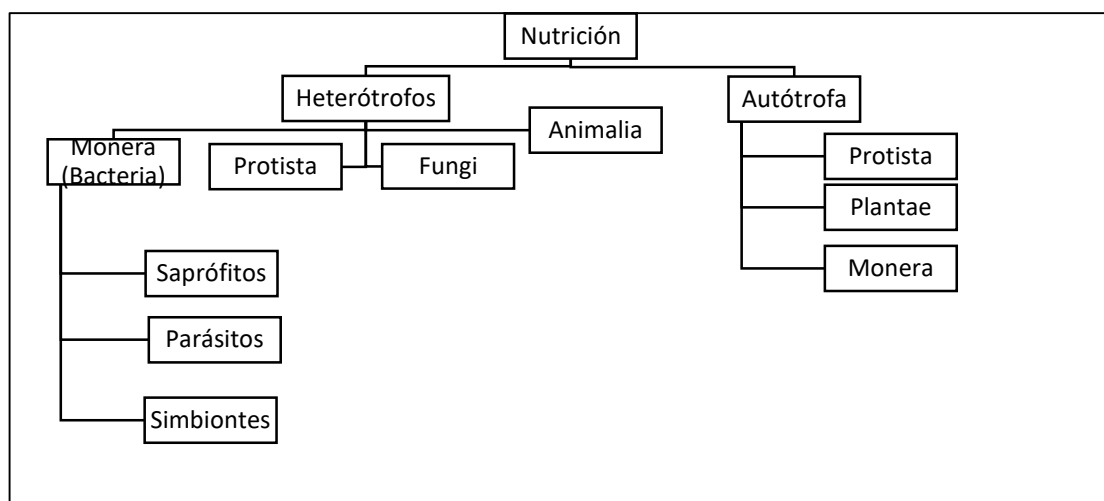 Nutrición
Heterótrofos
Autótrofa
Animalia
Monera
(Bacteria)
Protista
Fungi
Protista
Plantae
Monera
Saprófitos
Parásitos
Simbiontes